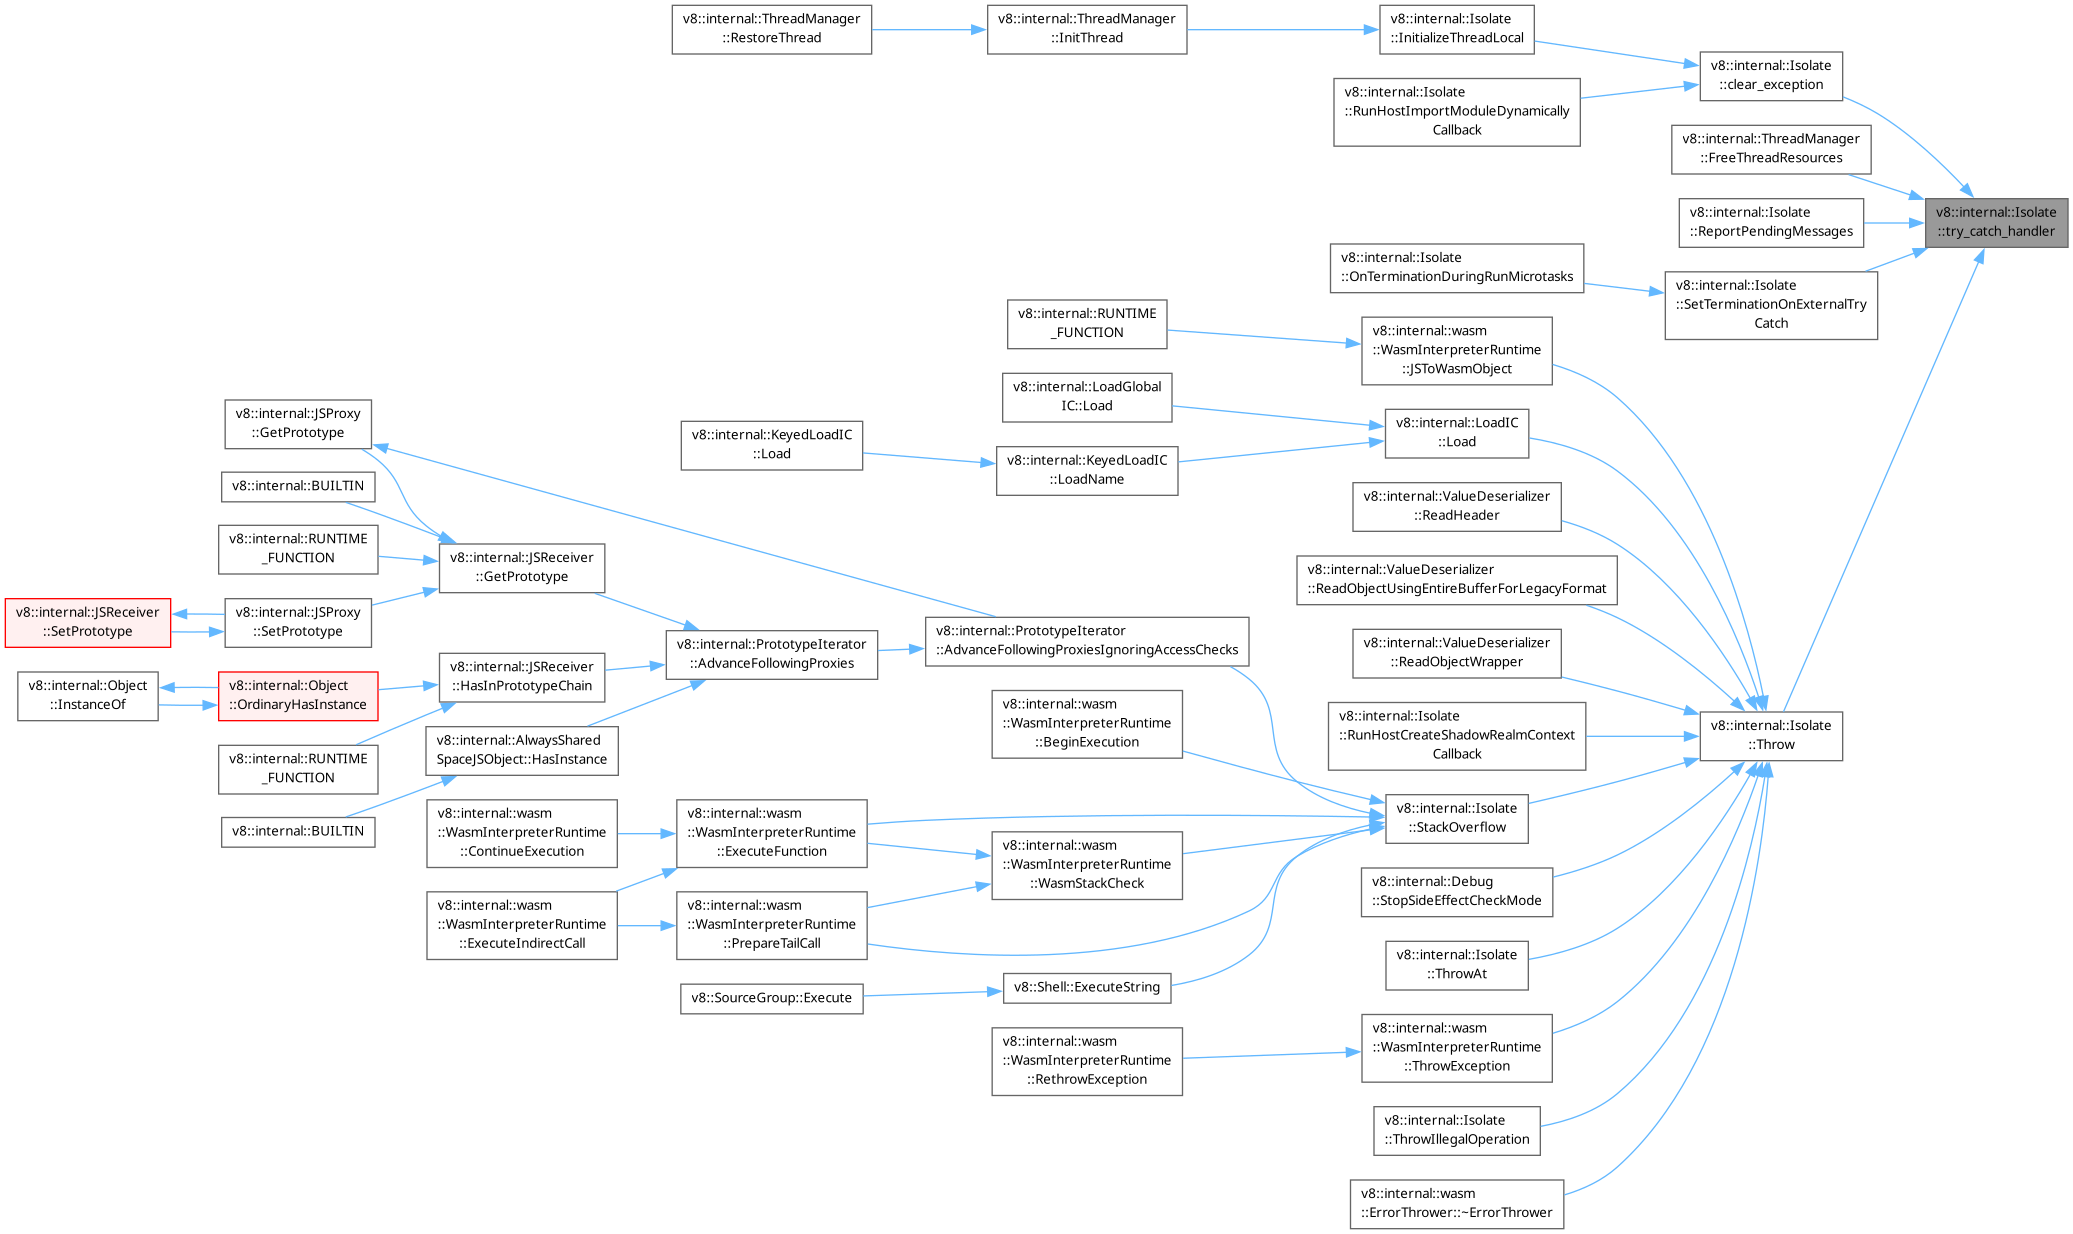 v8::internal::ThreadManager
::RestoreThread
v8::internal::ThreadManager
::InitThread
v8::internal::Isolate
::InitializeThreadLocal
v8::internal::Isolate
::clear_exception
v8::internal::Isolate
::RunHostImportModuleDynamically
Callback
v8::internal::ThreadManager
::FreeThreadResources
v8::internal::Isolate
::ReportPendingMessages
v8::internal::Isolate
::try_catch_handler
v8::internal::Isolate
::OnTerminationDuringRunMicrotasks
v8::internal::Isolate
::SetTerminationOnExternalTry
Catch
v8::internal::RUNTIME
_FUNCTION
v8::internal::wasm
::WasmInterpreterRuntime
::JSToWasmObject
v8::internal::LoadGlobal
IC::Load
v8::internal::LoadIC
::Load
v8::internal::KeyedLoadIC
::Load
v8::internal::KeyedLoadIC
::LoadName
v8::internal::JSProxy
::GetPrototype
v8::internal::BUILTIN
v8::internal::RUNTIME
_FUNCTION
v8::internal::JSReceiver
::GetPrototype
v8::internal::JSReceiver
::SetPrototype
v8::internal::JSProxy
::SetPrototype
v8::internal::ValueDeserializer
::ReadHeader
v8::internal::ValueDeserializer
::ReadObjectUsingEntireBufferForLegacyFormat
v8::internal::ValueDeserializer
::ReadObjectWrapper
v8::internal::PrototypeIterator
::AdvanceFollowingProxies
v8::internal::PrototypeIterator
::AdvanceFollowingProxiesIgnoringAccessChecks
v8::internal::Object
::InstanceOf
v8::internal::Object
::OrdinaryHasInstance
v8::internal::JSReceiver
::HasInPrototypeChain
v8::internal::RUNTIME
_FUNCTION
v8::internal::AlwaysShared
SpaceJSObject::HasInstance
v8::internal::BUILTIN
v8::internal::wasm
::WasmInterpreterRuntime
::BeginExecution
v8::internal::Isolate
::RunHostCreateShadowRealmContext
Callback
v8::internal::Isolate
::Throw
v8::internal::Isolate
::StackOverflow
v8::internal::wasm
::WasmInterpreterRuntime
::ContinueExecution
v8::internal::wasm
::WasmInterpreterRuntime
::ExecuteFunction
v8::internal::wasm
::WasmInterpreterRuntime
::WasmStackCheck
v8::internal::wasm
::WasmInterpreterRuntime
::ExecuteIndirectCall
v8::internal::wasm
::WasmInterpreterRuntime
::PrepareTailCall
v8::internal::Debug
::StopSideEffectCheckMode
v8::internal::Isolate
::ThrowAt
v8::SourceGroup::Execute
v8::Shell::ExecuteString
v8::internal::wasm
::WasmInterpreterRuntime
::RethrowException
v8::internal::wasm
::WasmInterpreterRuntime
::ThrowException
v8::internal::Isolate
::ThrowIllegalOperation
v8::internal::wasm
::ErrorThrower::~ErrorThrower